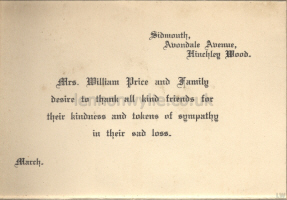 Sidmouth,
Avondale Avenue,
Hinchley Wood.
Mrs. William Price and Family
desire to thank all kind friends for
their kindness and tokens of sympathy
in their sad loss.
March.